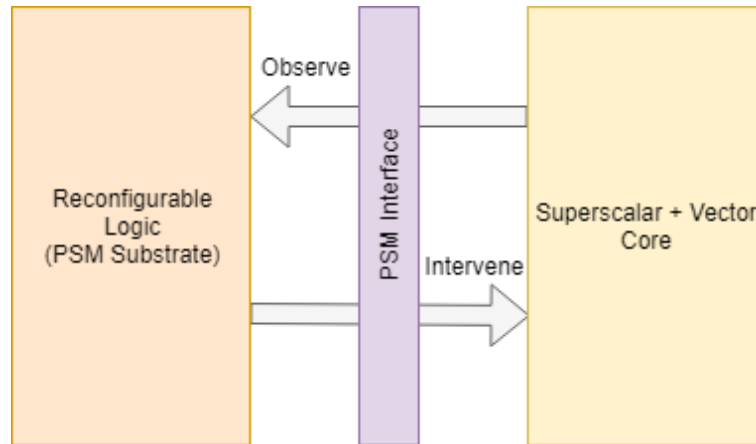 Observe
Reconfigurable
Logic
(PSM Substrate)
PSM Interface
Intervene
Superscalar + Vector
Core